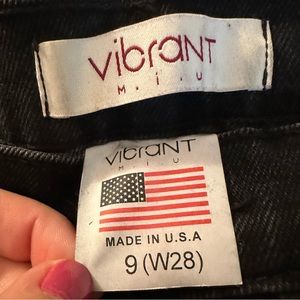 vibrant
M.i.U
vibrant
M.i.U
MADE IN U.S.A
9 (W28)